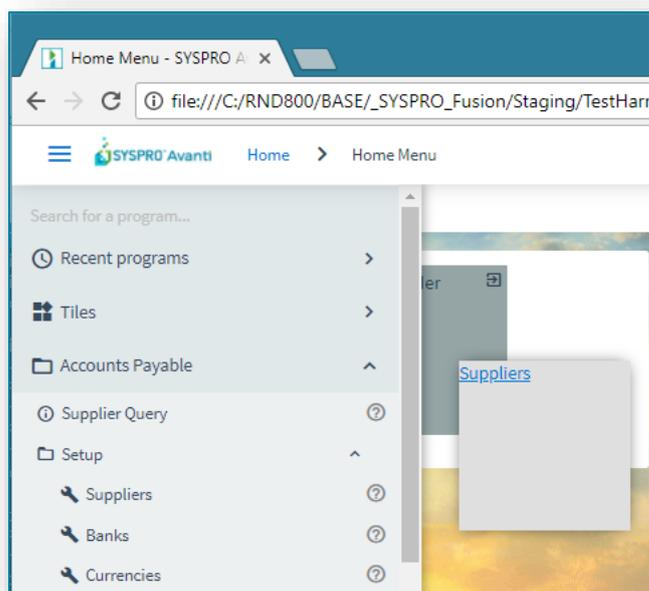 Home Menu - SYSPRO A
file:///C:/RND800/BASE/_SYSPRO_Fusion/Staging/TestHarr
SYSPRO Avanti Home Home Menu
Search for a program...
Recent programs
Tiles
Accounts Payable
Supplier Query
Setup
Suppliers
Banks
Currencies
der
Suppliers